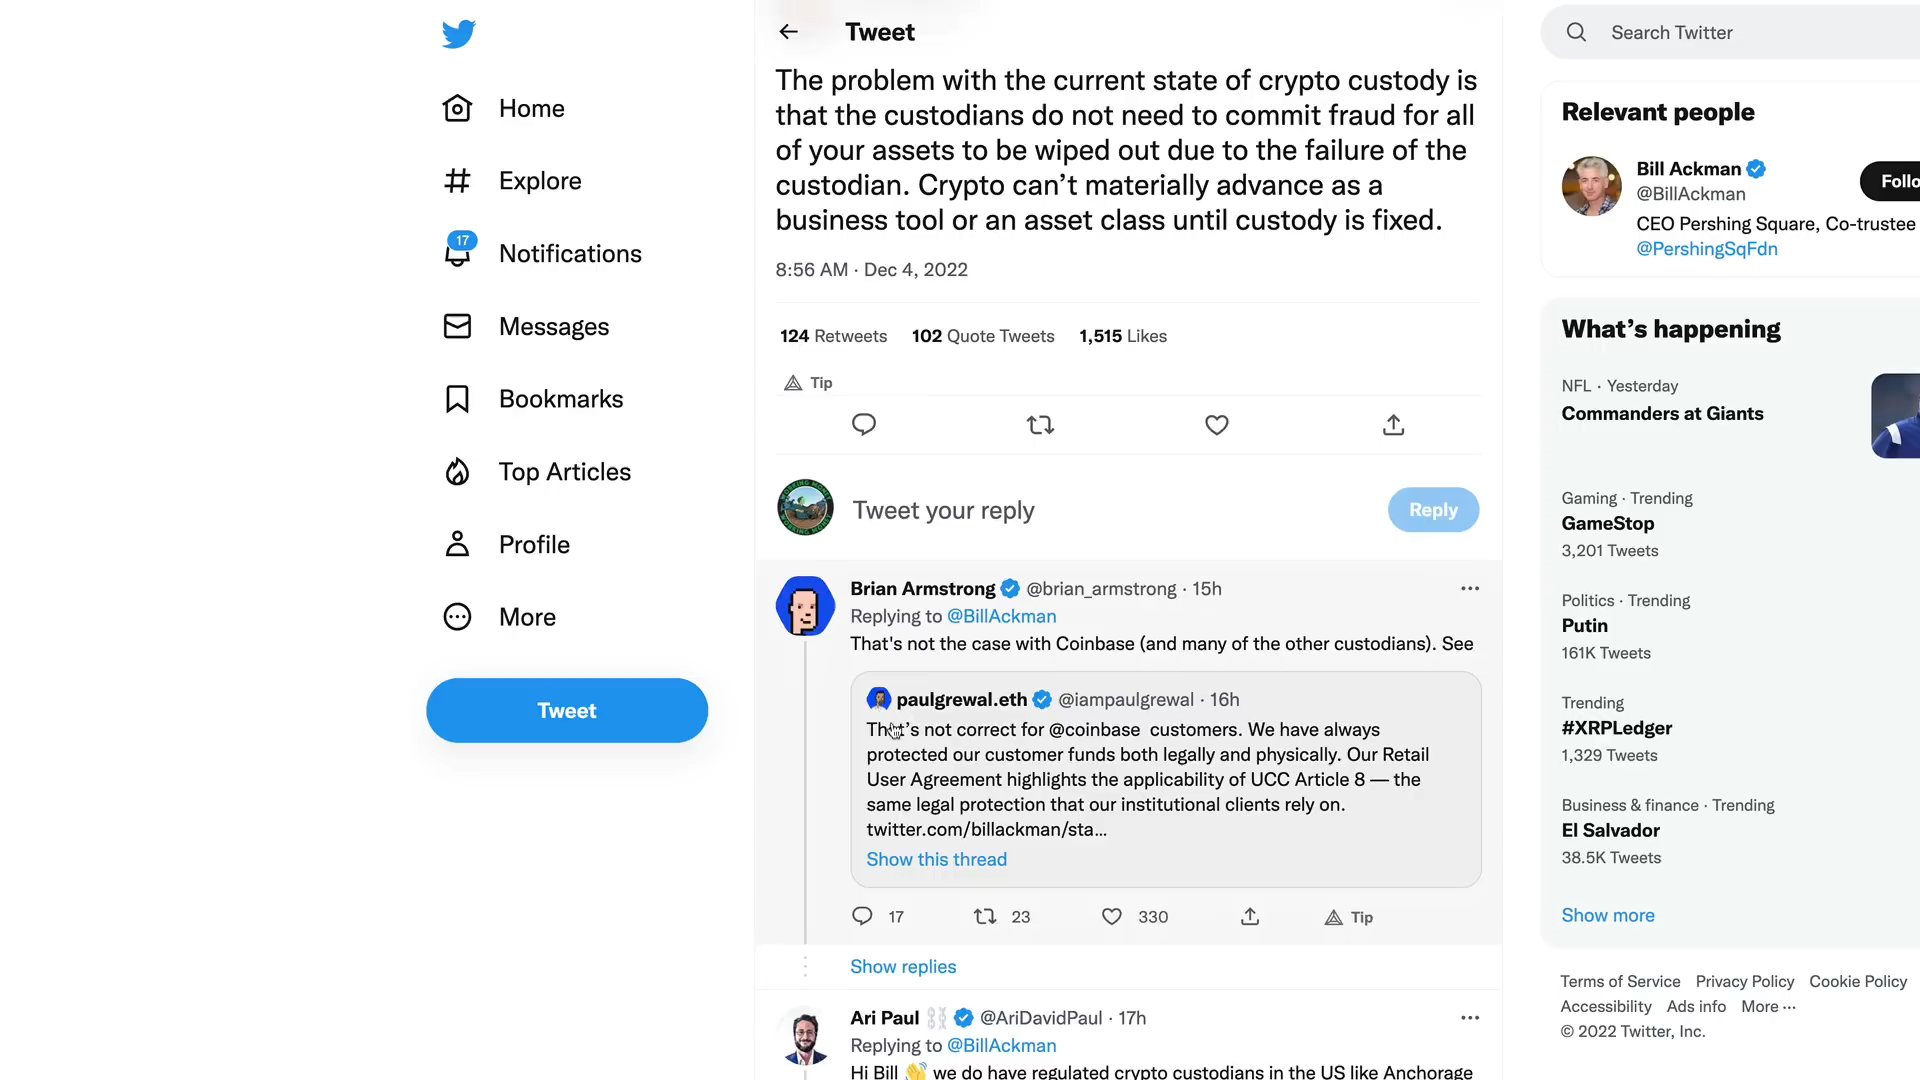 Home
Explore
17
Notifications
Messages
Bookmarks
Top Articles
Profile
More
Tweet
Tweet
The problem with the current state of crypto custody is
that the custodians do not need to commit fraud for all
of your assets to be wiped out due to the failure of the
custodian. Crypto can’t materially advance as a
business tool or an asset class until custody is fixed.
8:56 AM · Dec 4, 2022
124 Retweets 102 Quote Tweets 1,515 Likes
Tip
Tweet your reply
Reply
Brian Armstrong @brian_armstrong · 15h
Replying to @BillAckman
That's not the case with Coinbase (and many of the other custodians). See
paulgrewal.eth @iampaulgrewal · 16h
That’s not correct for @coinbase customers. We have always
protected our customer funds both legally and physically. Our Retail
User Agreement highlights the applicability of UCC Article 8 — the
same legal protection that our institutional clients rely on.
twitter.com/billackman/sta…
Show this thread
17 23 330 Tip
Show replies
Ari Paul ⛓️ @AriDavidPaul · 17h
Replying to @BillAckman
Hi Bill 👋 we do have regulated crypto custodians in the US like Anchorage
Search Twitter
Relevant people
Bill Ackman
@BillAckman
Follo
CEO Pershing Square, Co-trustee
@PershingSqFdn
What’s happening
NFL · Yesterday
Commanders at Giants
Gaming · Trending
GameStop
3,201 Tweets
Politics · Trending
Putin
161K Tweets
Trending
#XRPLedger
1,329 Tweets
Business & finance · Trending
El Salvador
38.5K Tweets
Show more
Terms of Service Privacy Policy Cookie Policy
Accessibility Ads info More ···
© 2022 Twitter, Inc.